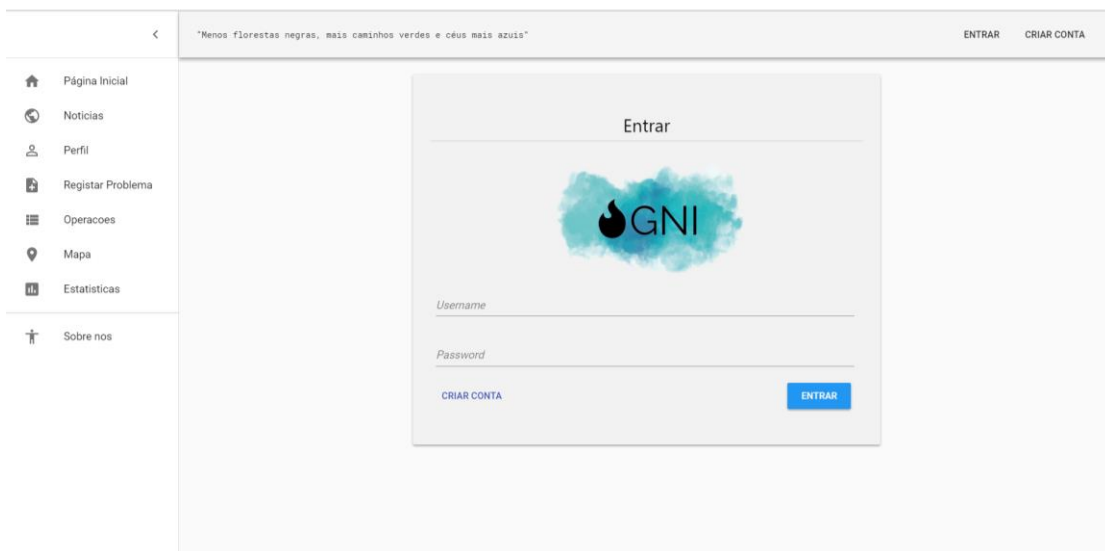 "Menos florestas negras, mais caminhos verdes e céus mais azuis"
ENTRAR
CRIAR CONTA
Página Inicial
Noticias
Perfil
Registar Problema
Operacoes
Mapa
Estatisticas
Sobre nos
Entrar
GNI
Username
Password
CRIAR CONTA
ENTRAR